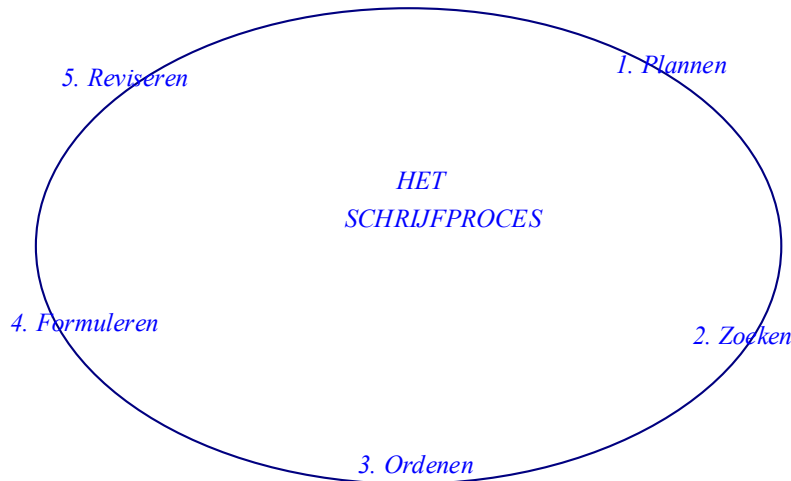 5. Reviseren
1. Plannen
HET
SCHRIJFPROCES
4. Formuleren
2. Zoeken
3. Ordenen